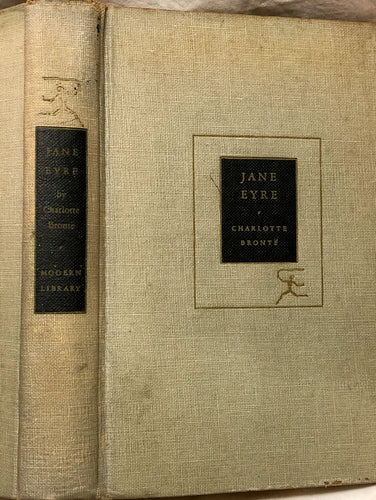 JANE
EYRE
by
Charlotte
Brontë
MODERN
LIBRARY
JANE
EYRE
CHARLOTTE
BRONTË